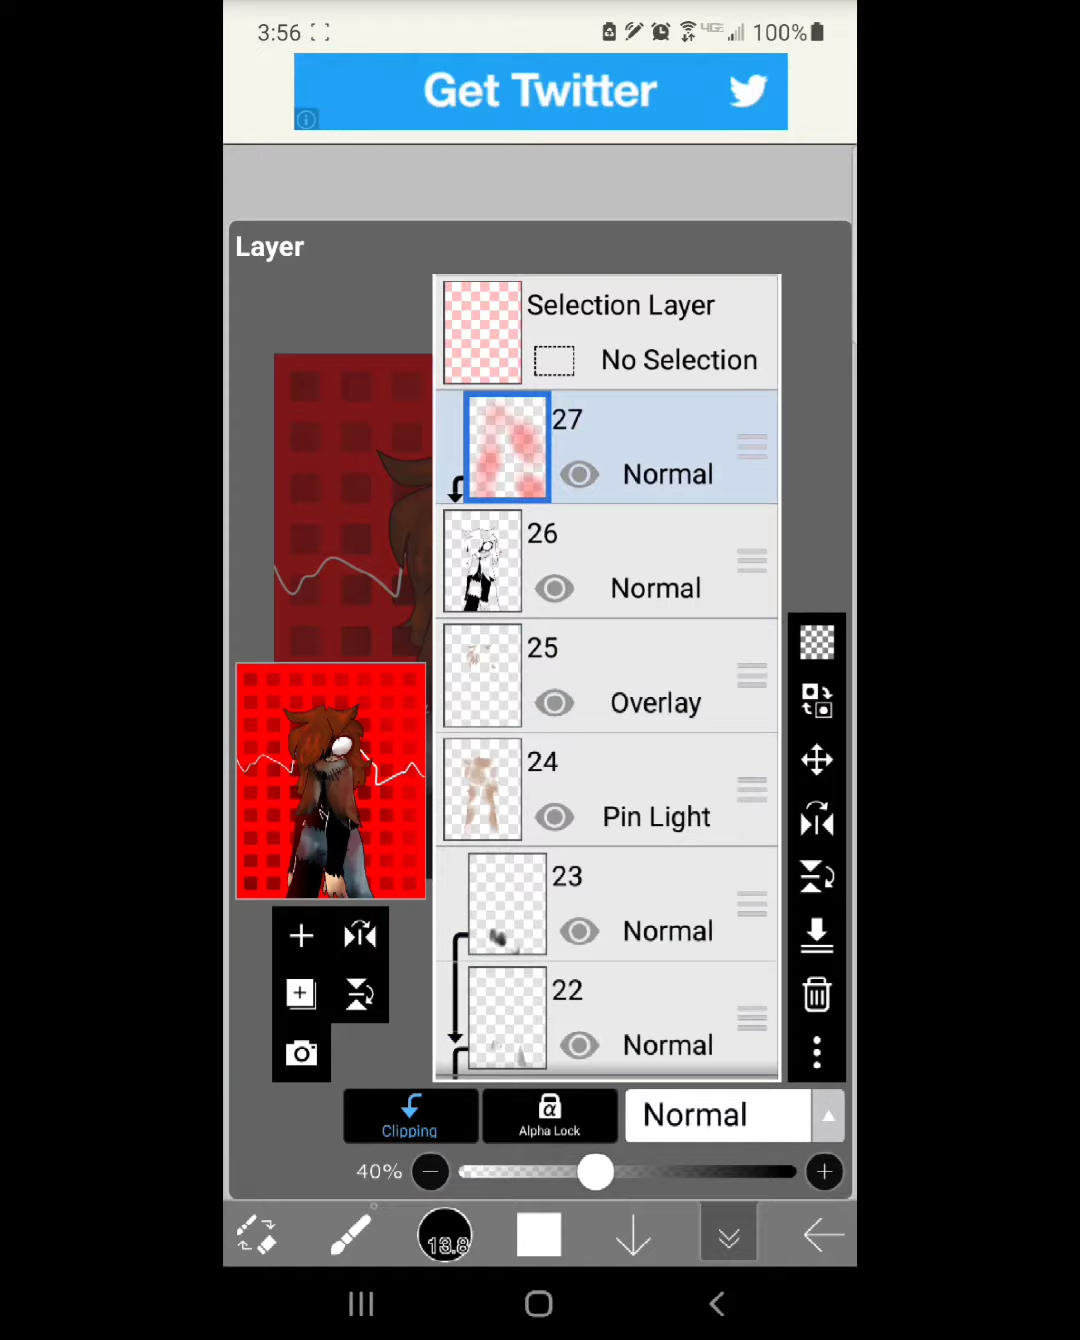 3:56
4GE 100%
Get Twitter
Layer
Selection Layer
No Selection
27
Normal
26
Normal
25
Overlay
24
Pin Light
23
Normal
22
Normal
Clipping
α
Alpha Lock
Normal
40%
13.8